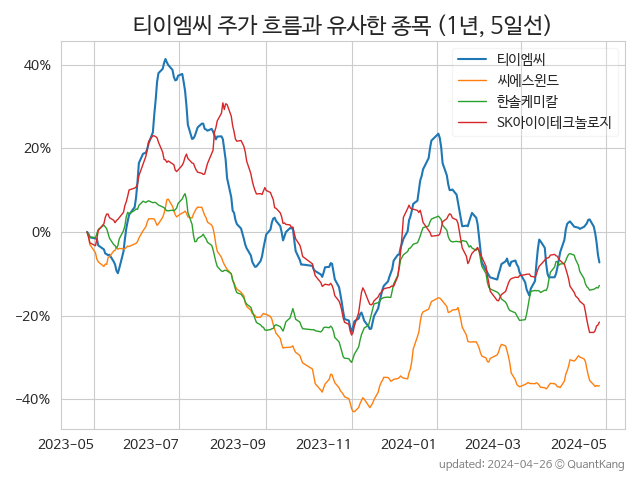 티이엠씨 주가 흐름과 유사한 종목 (1년, 5일선)
티이엠씨
씨에스윈드
한솔케미칼
SK아이이테크놀로지
40%
20%
0%
−20%
−40%
2023-05 2023-07 2023-09 2023-11 2024-01 2024-03 2024-05
updated: 2024-04-26 © QuantKang